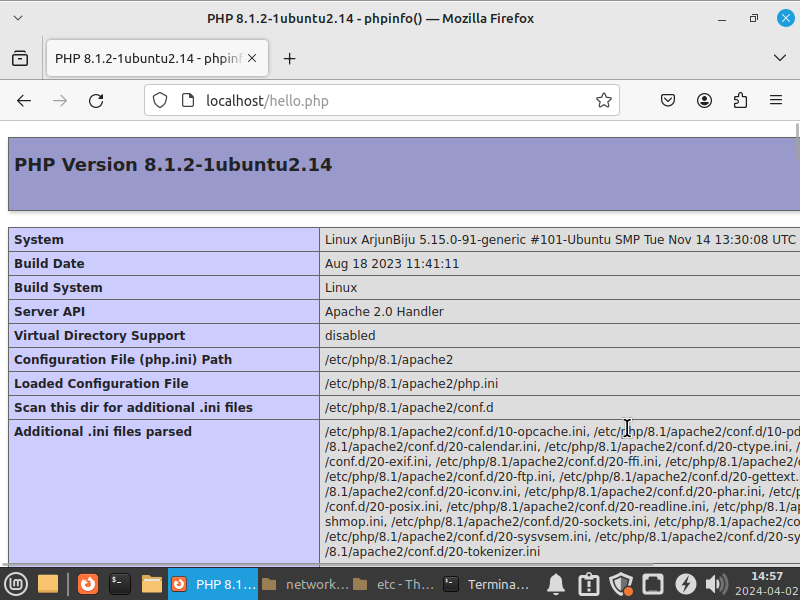 PHP 8.1.2-1ubuntu2.14 - phpinfo() — Mozilla Firefox
PHP 8.1.2-1ubuntu2.14 - phpinf
localhost/hello.php
PHP Version 8.1.2-1ubuntu2.14
System Linux ArjunBiju 5.15.0-91-generic #101-Ubuntu SMP Tue Nov 14 13:30:08 UTC
Build Date Aug 18 2023 11:41:11
Build System Linux
Server API Apache 2.0 Handler
Virtual Directory Support disabled
Configuration File (php.ini) Path /etc/php/8.1/apache2
Loaded Configuration File /etc/php/8.1/apache2/php.ini
Scan this dir for additional .ini files /etc/php/8.1/apache2/conf.d
Additional .ini files parsed /etc/php/8.1/apache2/conf.d/10-opcache.ini, /etc/php/8.1/apache2/conf.d/10-pd
/8.1/apache2/conf.d/20-calendar.ini, /etc/php/8.1/apache2/conf.d/20-ctype.ini, /
/conf.d/20-exif.ini, /etc/php/8.1/apache2/conf.d/20-ffi.ini, /etc/php/8.1/apache2/
/etc/php/8.1/apache2/conf.d/20-ftp.ini, /etc/php/8.1/apache2/conf.d/20-gettext.
/8.1/apache2/conf.d/20-iconv.ini, /etc/php/8.1/apache2/conf.d/20-phar.ini, /etc/p
/conf.d/20-posix.ini, /etc/php/8.1/apache2/conf.d/20-readline.ini, /etc/php/8.1/ap
shmop.ini, /etc/php/8.1/apache2/conf.d/20-sockets.ini, /etc/php/8.1/apache2/co
/etc/php/8.1/apache2/conf.d/20-sysvsem.ini, /etc/php/8.1/apache2/conf.d/20-sy
/8.1/apache2/conf.d/20-tokenizer.ini
PHP 8.1... network... etc - Th... Termina... 14:57
2024-04-02